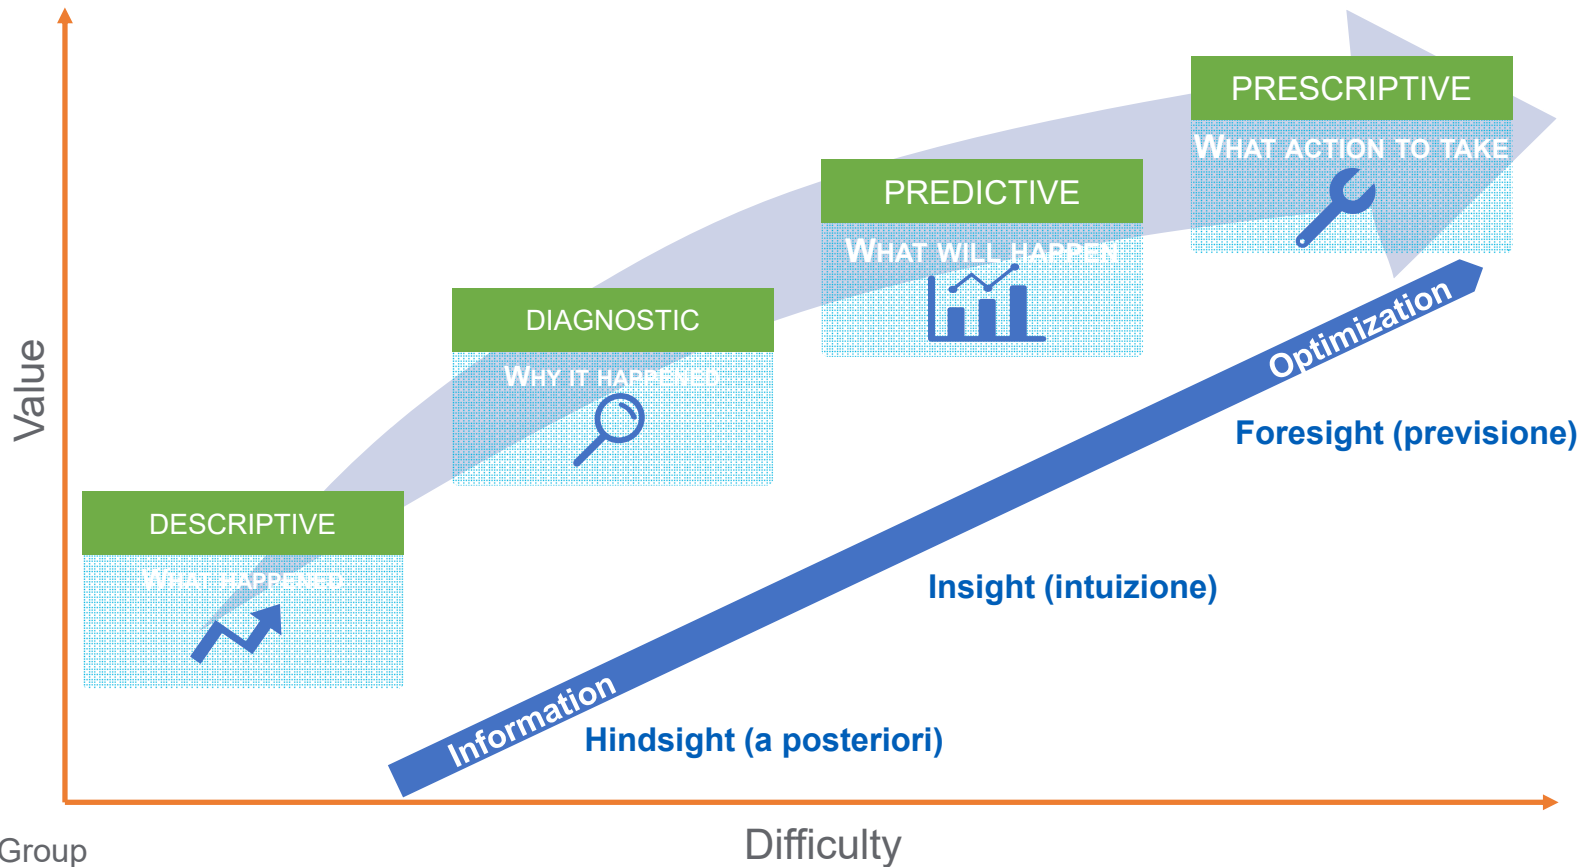 PRESCRIPTIVE
WHAT ACTION TO TAKE
PREDICTIVE
WHAT WILL HAPPEN
DIAGNOSTIC
WHY IT HAPPENED
DESCRIPTIVE
WHAT HAPPENED
Value
Optimization
Foresight (previsione)
Insight (intuizione)
Information
Hindsight (a posteriori)
Difficulty
Group